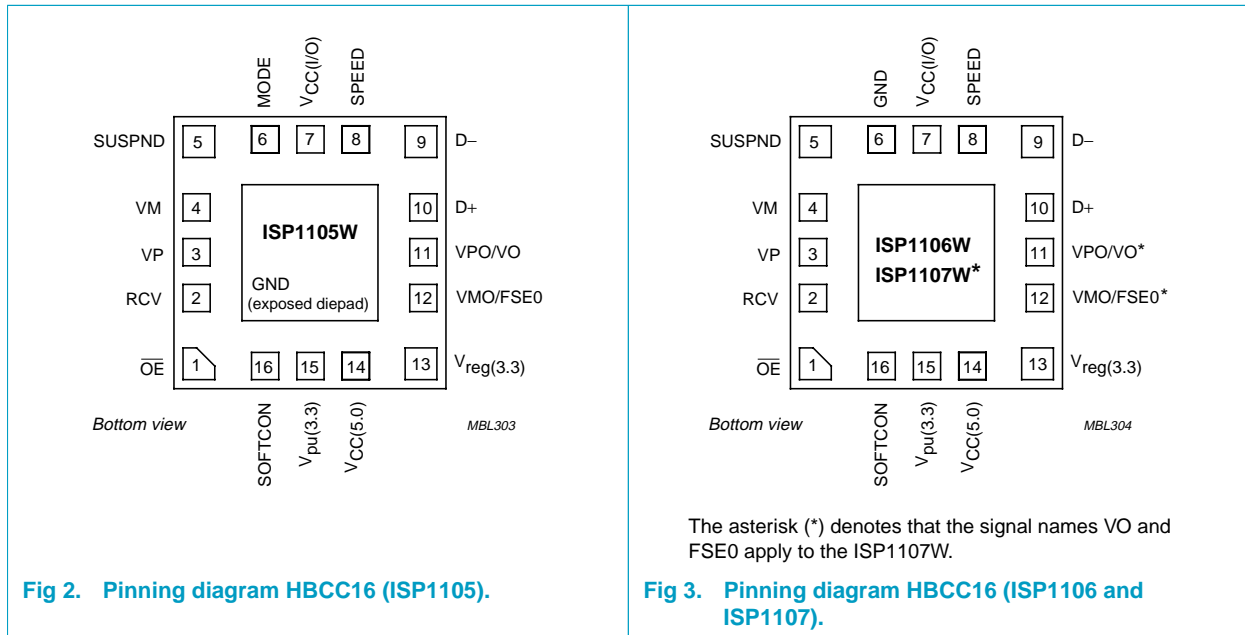 MODE
VCC(I/O)
SPEED
SUSPND 5 6 7 8 9 D−
VM 4 10 D+
ISP1105W
VP 3 11 VPO/VO
GND
(exposed diepad)
RCV 2 12 VMO/FSE0
OE 1 16 15 14 13 Vreg(3.3)
Bottom view
SOFTCON
Vpu(3.3)
VCC(5.0)
MBL303
Fig 2. Pinning diagram HBCC16 (ISP1105).
GND
VCC(I/O)
SPEED
SUSPND 5 6 7 8 9 D−
VM 4 10 D+
ISP1106W
VP 3 11 VPO/VO*
ISP1107W*
RCV 2 12 VMO/FSE0*
OE 1 16 15 14 13 Vreg(3.3)
Bottom view
SOFTCON
Vpu(3.3)
VCC(5.0)
MBL304
The asterisk (*) denotes that the signal names VO and
FSE0 apply to the ISP1107W.
Fig 3. Pinning diagram HBCC16 (ISP1106 and
ISP1107).